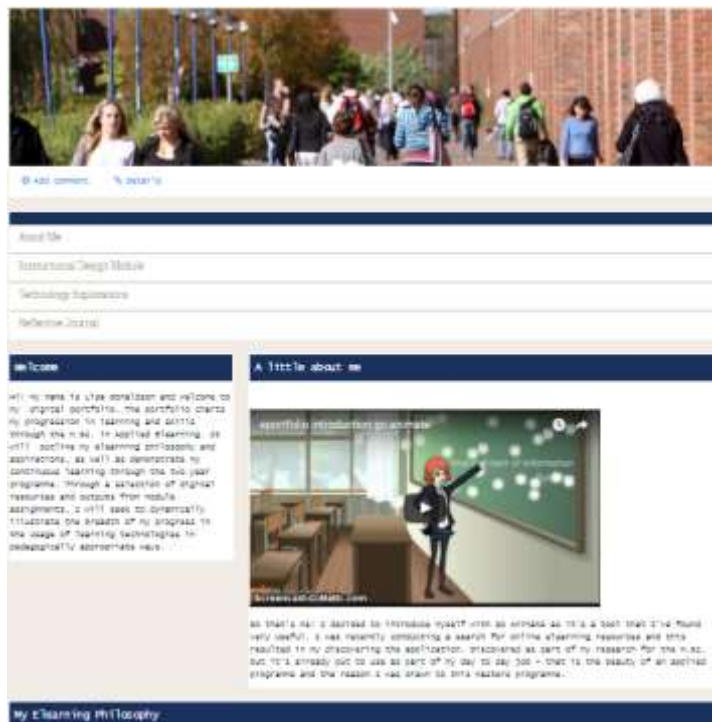 Add comment Details
About Me
Instructional Design Module
Technology Explorations
Reflective Journal
Welcome
Hi! My name is Lisa Donaldson and welcome to
my digital portfolio. The portfolio charts
my progression in learning and skills
through the M.Sc. in Applied eLearning. It
will outline my elearning philosophy and
aspirations, as well as demonstrate my
continuous learning through the two year
programme. Through a selection of digital
resources and outputs from module
assignments, I will seek to dynamically
illustrate the breadth of my progress in
the usage of learning technologies in
pedagogically appropriate ways.
A little about me
eportfolio introduction go animate
of information
Screencast-O-Matic.com
So that's me! I decided to introduce myself with Go Animate as it's a tool that I've found
very useful. I was recently conducting a search for online elearning resources and this
resulted in my discovering the application. Discovered as part of my research for the M.Sc.
but it's already put to use as part of my day to day job - that is the beauty of an applied
programme and the reason I was drawn to this masters programme.
My Elearning Philosophy